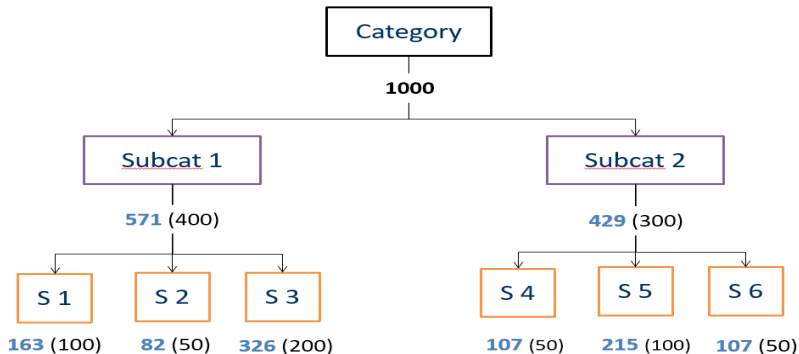 Category
1000
Subcat 1 Subcat 2
571 (400) 429 (300)
S 1 S 2 S 3 S 4 S 5 S 6
163 (100) 82 (50) 326 (200) 107 (50) 215 (100) 107 (50)